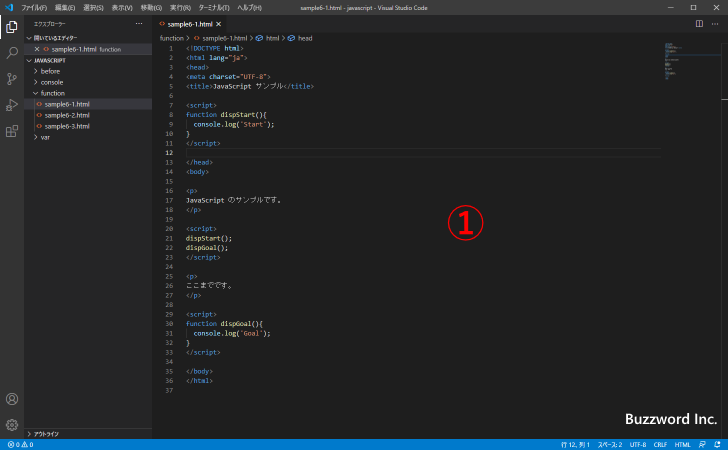 ファイル(F) 編集(E) 選択(S) 表示(V) 移動(G) 実行(R) ターミナル(T) ヘルプ(H) sample6-1.html - javascript - Visual Studio Code
エクスプローラー ···
開いているエディター
sample6-1.html function
JAVASCRIPT
before
console
function
sample6-1.html
sample6-2.html
sample6-3.html
var
アウトライン
sample6-1.html
function > sample6-1.html > html > head
1 <!DOCTYPE html>
2 <html lang="ja">
3 <head>
4 <meta charset="UTF-8">
5 <title>JavaScript サンプル</title>
6
7 <script>
8 function dispStart(){
9 console.log('Start');
10 }
11 </script>
12
13 </head>
14 <body>
15
16 <p>
17 JavaScript のサンプルです。
18 </p>
19
20 <script>
21 dispStart();
22 dispGoal();
23 </script>
24
25 <p>
26 ここまでです。
27 </p>
28
29 <script>
30 function dispGoal(){
31 console.log('Goal');
32 }
33 </script>
34
35 </body>
36 </html>
37
①
Buzzword Inc.
0 0 行 12、列 1 スペース: 2 UTF-8 CRLF HTML